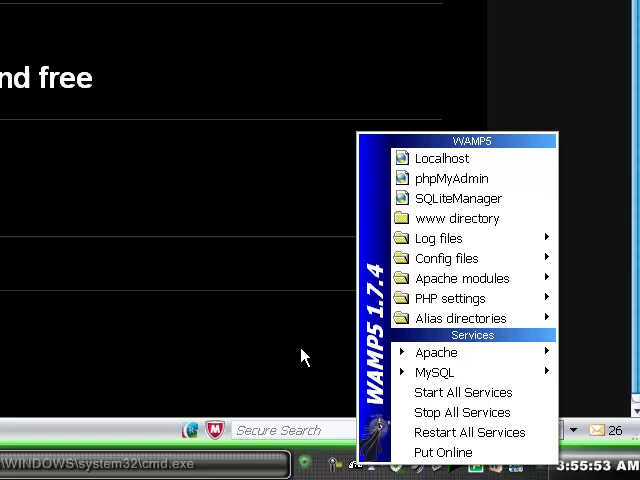 nd free
WAMP5
Localhost
phpMyAdmin
SQLiteManager
www directory
Log files
Config files
Apache modules
PHP settings
Alias directories
WAMP5 1.7.4
Services
Apache
MySQL
Start All Services
Stop All Services
Restart All Services
Put Online
Secure Search
26
\WINDOWS\system32\cmd.exe
3:55:53 AM